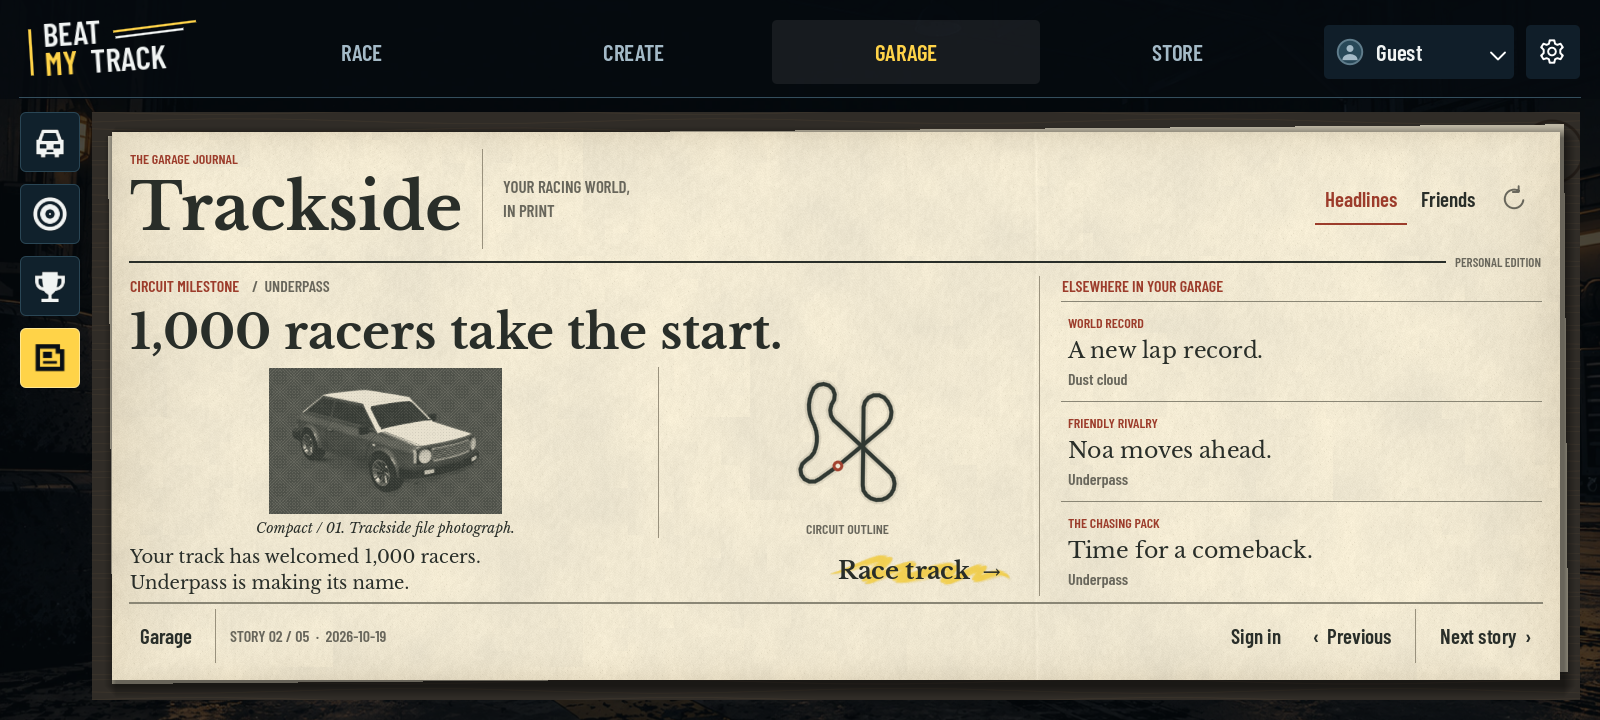 BEAT
MY TRACK
RACE
CREATE
GARAGE
STORE
Guest
THE GARAGE JOURNAL
Trackside
YOUR RACING WORLD,
IN PRINT
Headlines
Friends
PERSONAL EDITION
CIRCUIT MILESTONE / UNDERPASS
1,000 racers take the start.
Compact / 01. Trackside file photograph.
CIRCUIT OUTLINE
Your track has welcomed 1,000 racers.
Underpass is making its name.
Race track →
ELSEWHERE IN YOUR GARAGE
WORLD RECORD
A new lap record.
Dust cloud
FRIENDLY RIVALRY
Noa moves ahead.
Underpass
THE CHASING PACK
Time for a comeback.
Underpass
Garage
STORY 02 / 05 · 2026-10-19
Sign in
‹ Previous
Next story ›